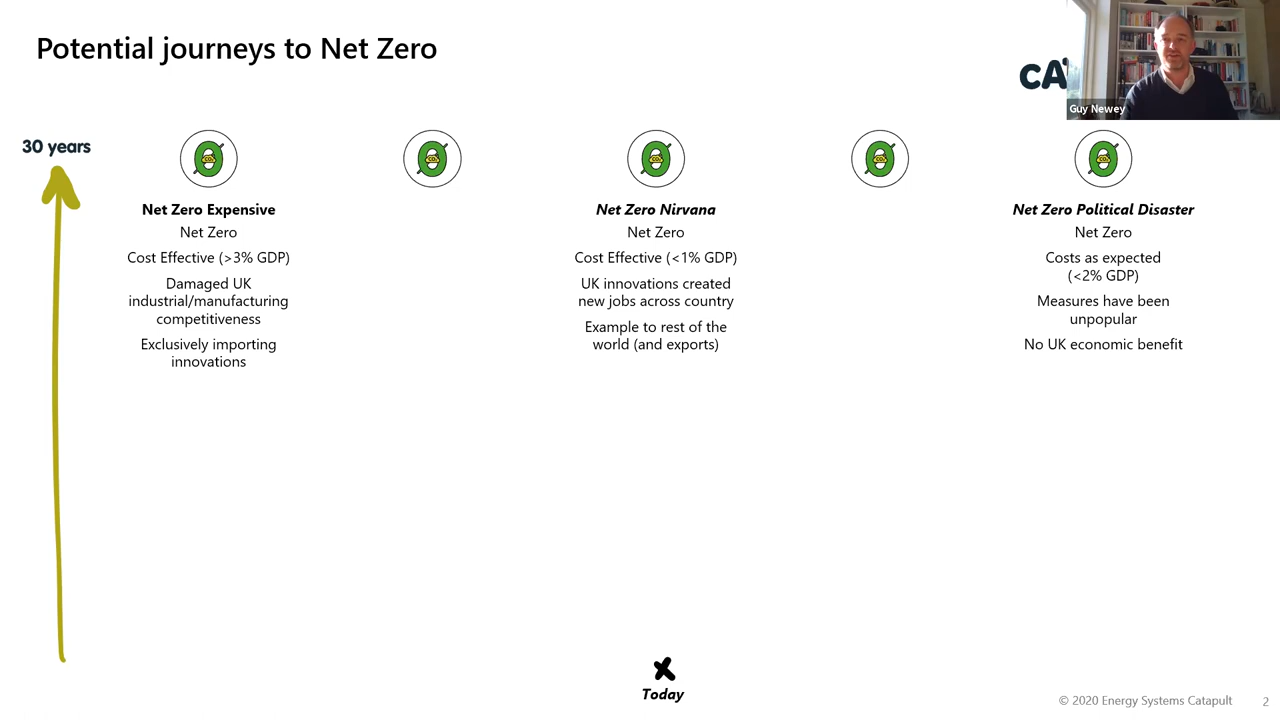 Potential journeys to Net Zero
CA
Guy Newey
30 years
Net Zero Expensive
Net Zero
Cost Effective (>3% GDP)
Damaged UK
industrial/manufacturing
competitiveness
Exclusively importing
innovations
Net Zero Nirvana
Net Zero
Cost Effective (<1% GDP)
UK innovations created
new jobs across country
Example to rest of the
world (and exports)
Net Zero Political Disaster
Net Zero
Costs as expected
(<2% GDP)
Measures have been
unpopular
No UK economic benefit
Today
© 2020 Energy Systems Catapult
2